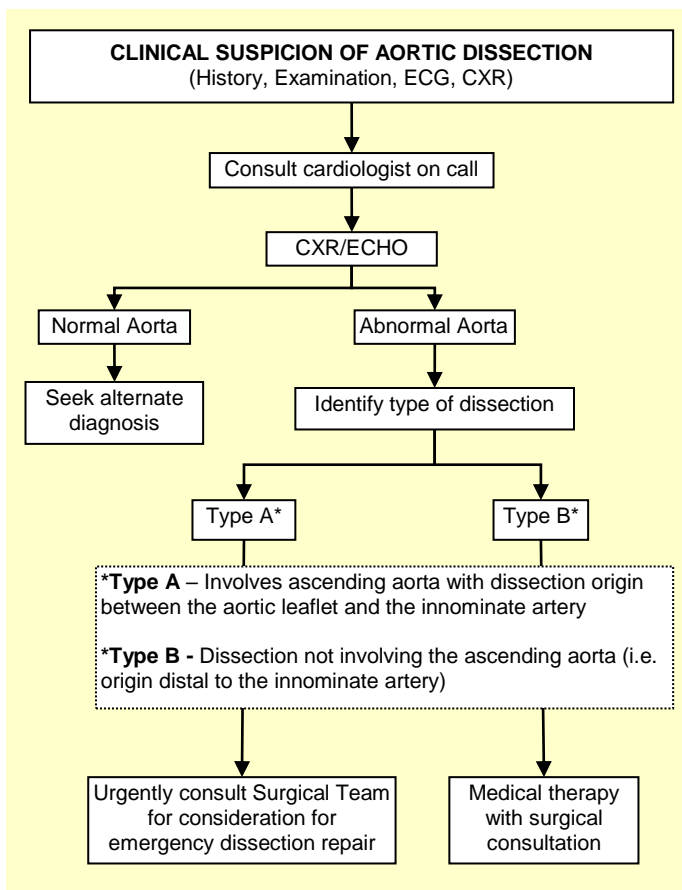 CLINICAL SUSPICION OF AORTIC DISSECTION
(History, Examination, ECG, CXR)
Consult cardiologist on call
CXR/ECHO
Normal Aorta
Abnormal Aorta
Seek alternate
diagnosis
Identify type of dissection
Type A*
Type B*
*Type A – Involves ascending aorta with dissection origin
between the aortic leaflet and the innominate artery
*Type B - Dissection not involving the ascending aorta (i.e.
origin distal to the innominate artery)
Urgently consult Surgical Team
for consideration for
emergency dissection repair
Medical therapy
with surgical
consultation